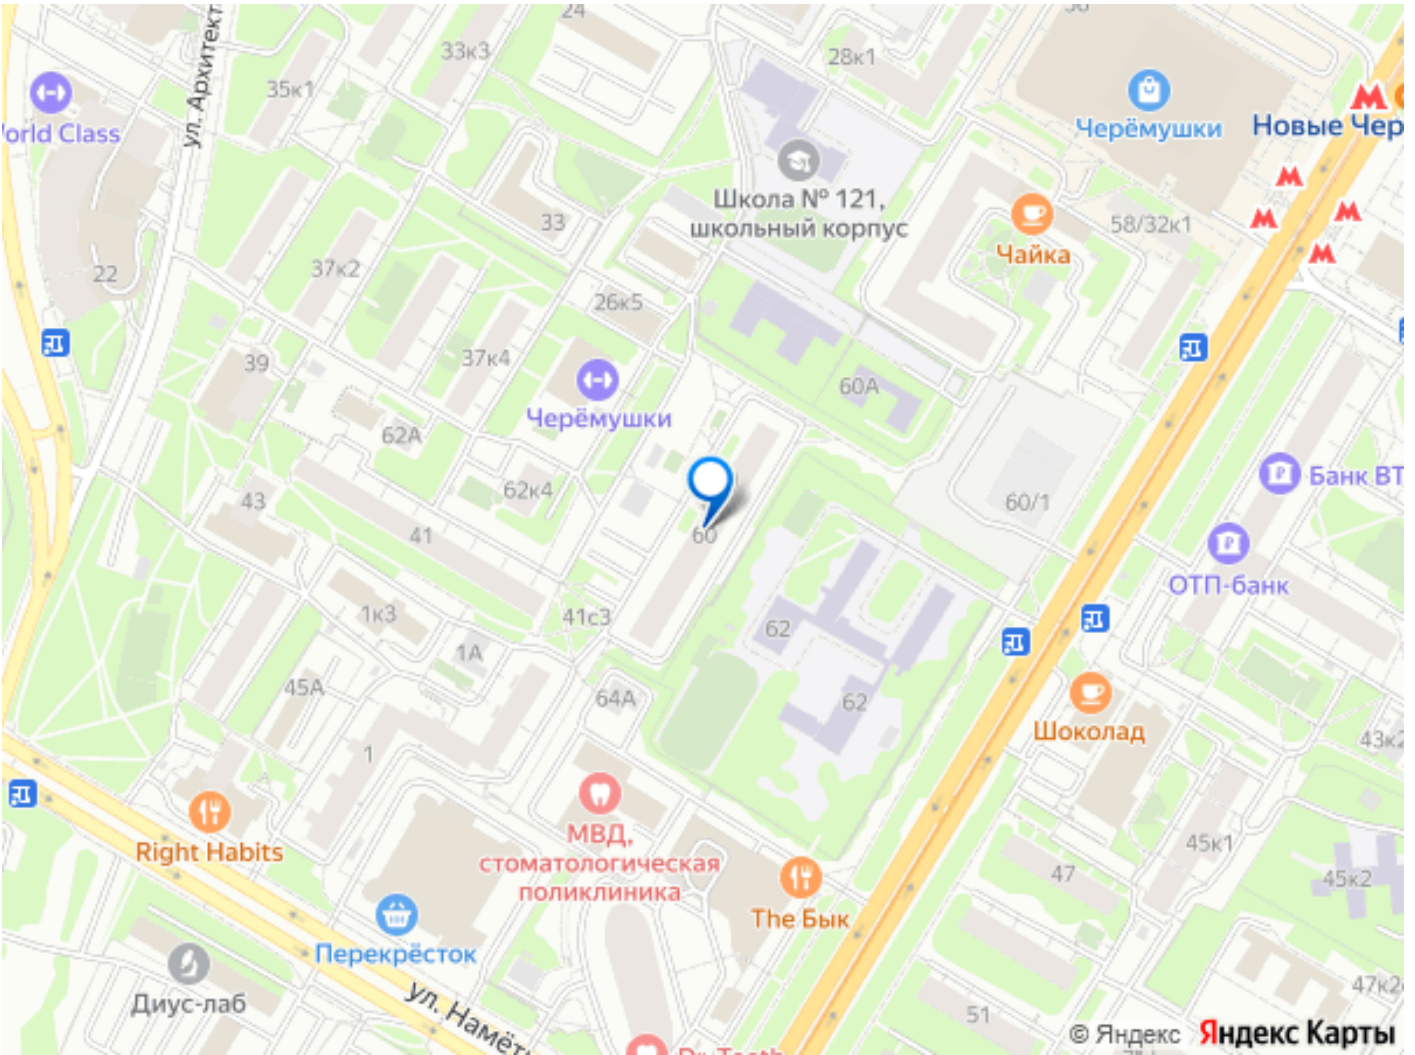 24
33к3
28к1
ул. Архитект
35к1
Черёмушки
Новые Чер
orld Class
Школа № 121,
школьный корпус
33
58/32к1
Чайка
37к2
22
26к5
37к4
39
60А
Черёмушки
62А
Банк ВТ
62к4
43
60/1
41
60
ОТП-банк
1к3
41с3
62
1А
45А
64А
62
Шоколад
43к2
1
МВД,
стоматологическая
поликлиника
Right Habits
45к1
47
45к2
The Бык
Перекрёсток
Диус-лаб
ул. Намёт
47к2
51
© Яндекс Яндекс Карты